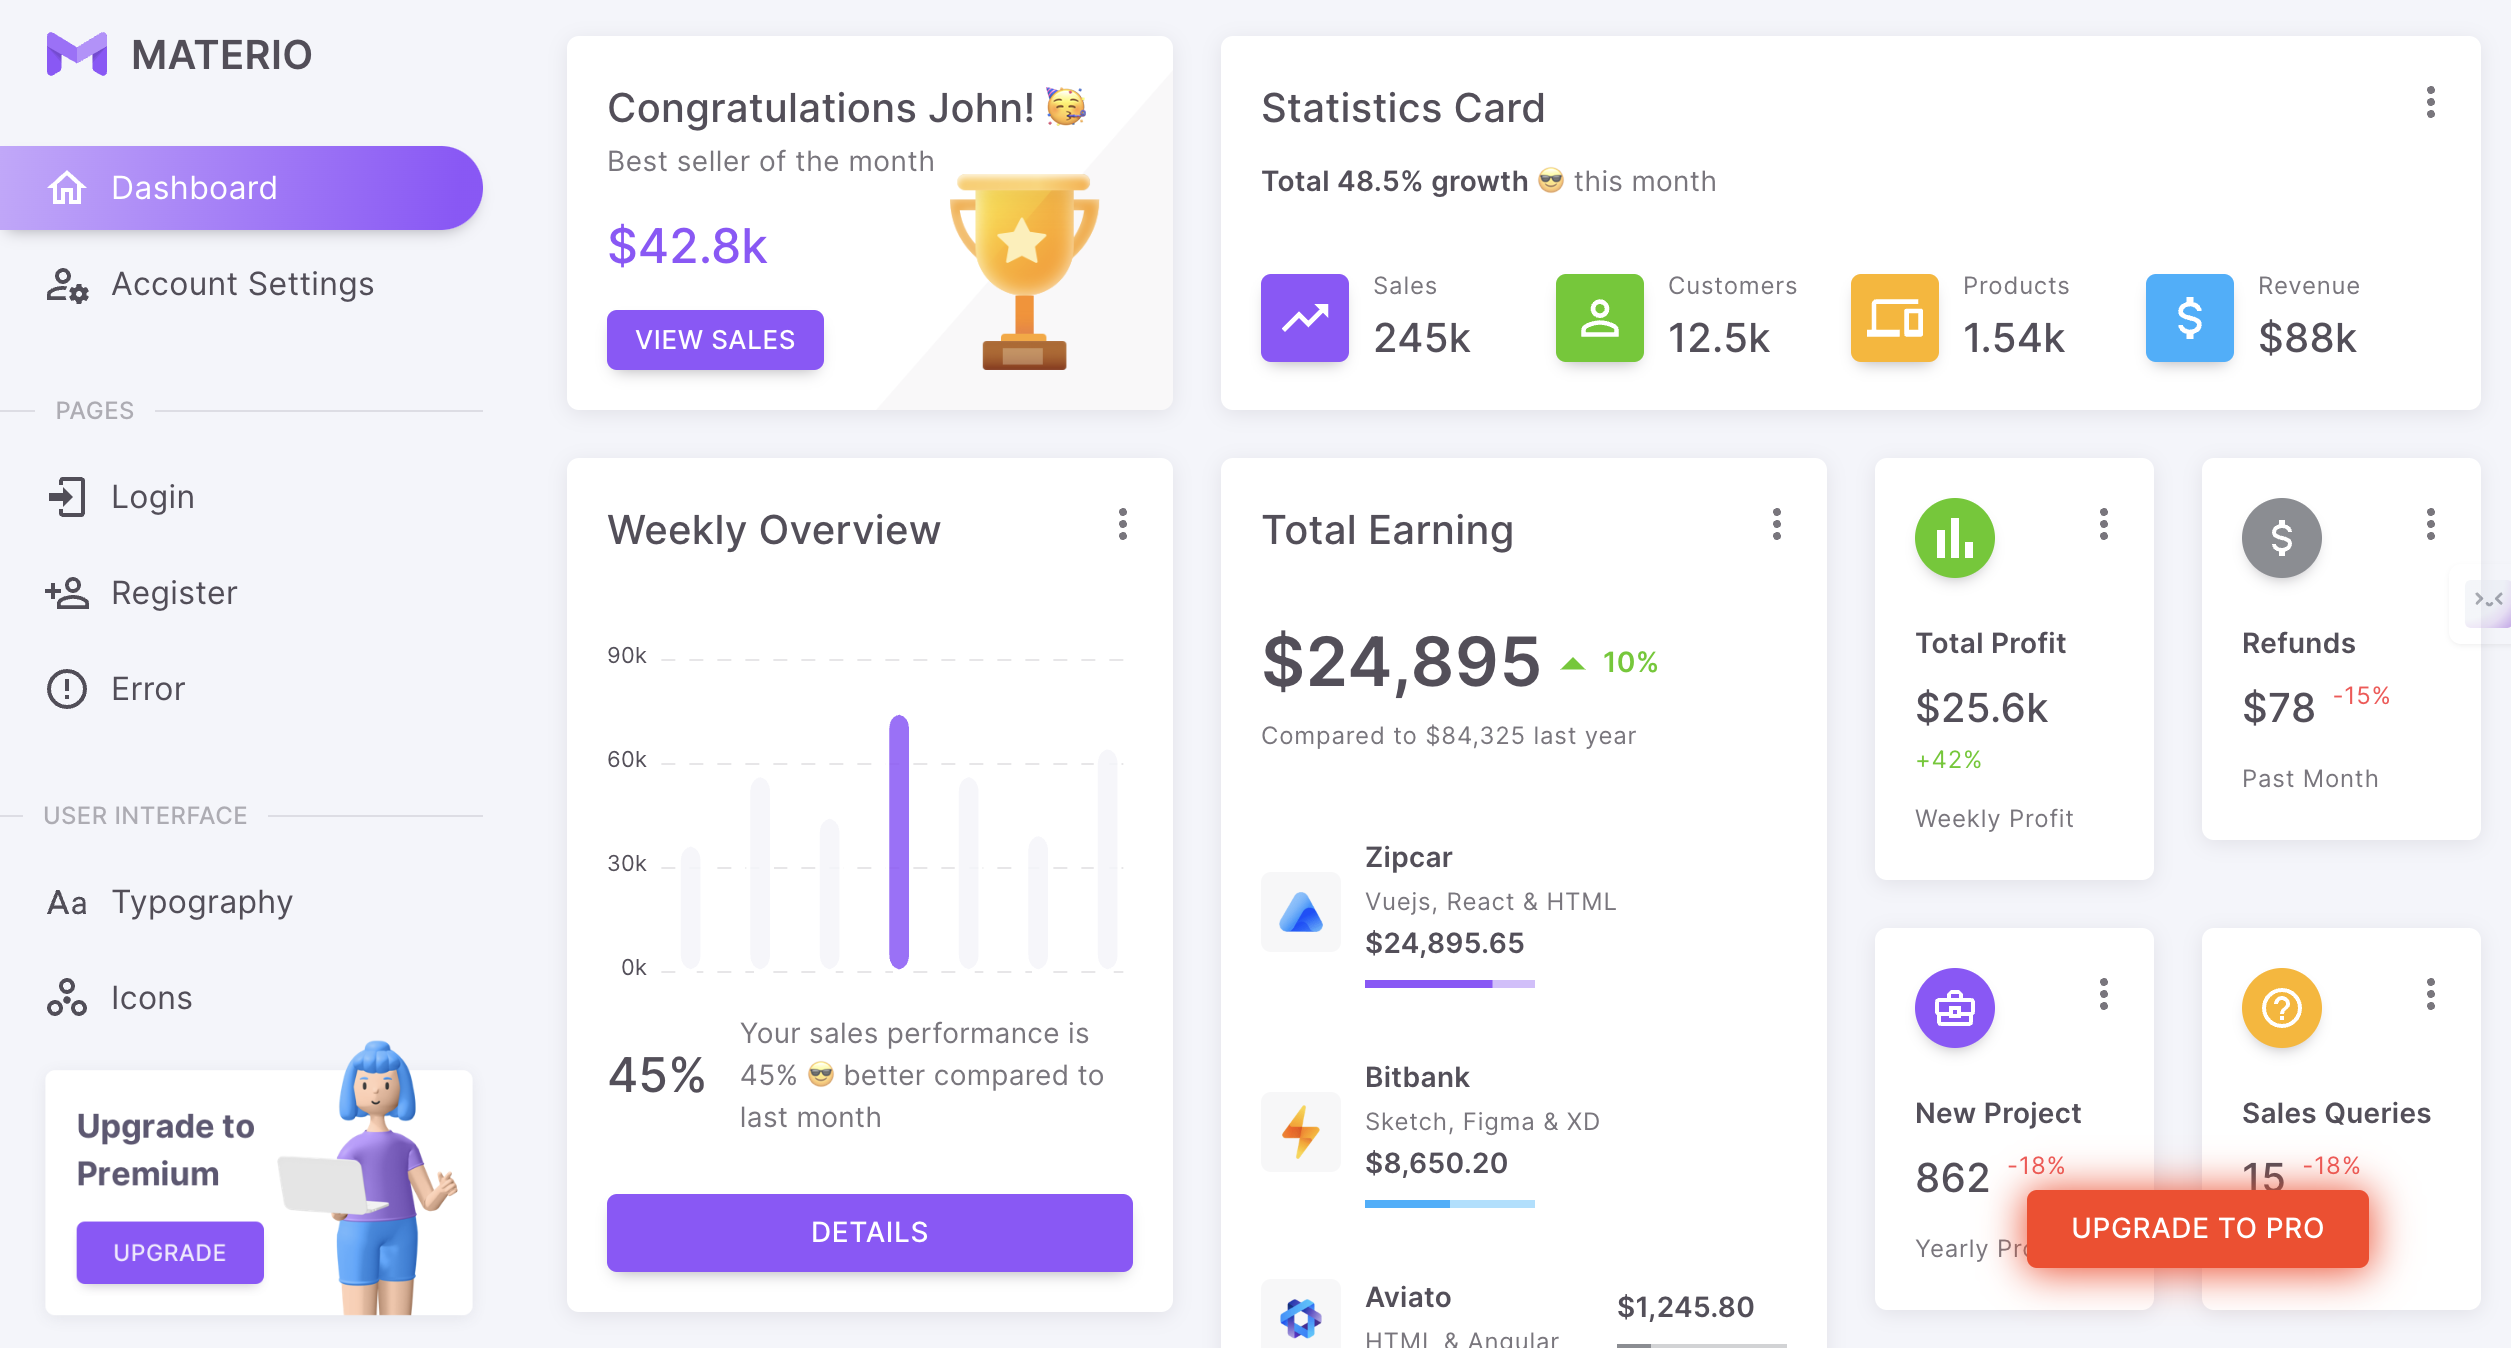 MATERIO
Dashboard
Account Settings
PAGES
Login
Register
Error
USER INTERFACE
Aa Typography
Icons
Upgrade to
Premium
UPGRADE
Congratulations John! 🥳
Best seller of the month
$42.8k
VIEW SALES
Statistics Card
Total 48.5% growth 😎 this month
Sales
245k
Customers
12.5k
Products
1.54k
Revenue
$88k
Weekly Overview
90k
60k
30k
0k
45%
Your sales performance is
45% 😎 better compared to
last month
DETAILS
Total Earning
$24,895 10%
Compared to $84,325 last year
Zipcar
Vuejs, React & HTML
$24,895.65
Bitbank
Sketch, Figma & XD
$8,650.20
Aviato
HTML & Angular
$1,245.80
Total Profit
$25.6k
+42%
Weekly Profit
Refunds
$78 -15%
Past Month
New Project
862 -18%
Yearly
Sales Queries
15 -18%
UPGRADE TO PRO